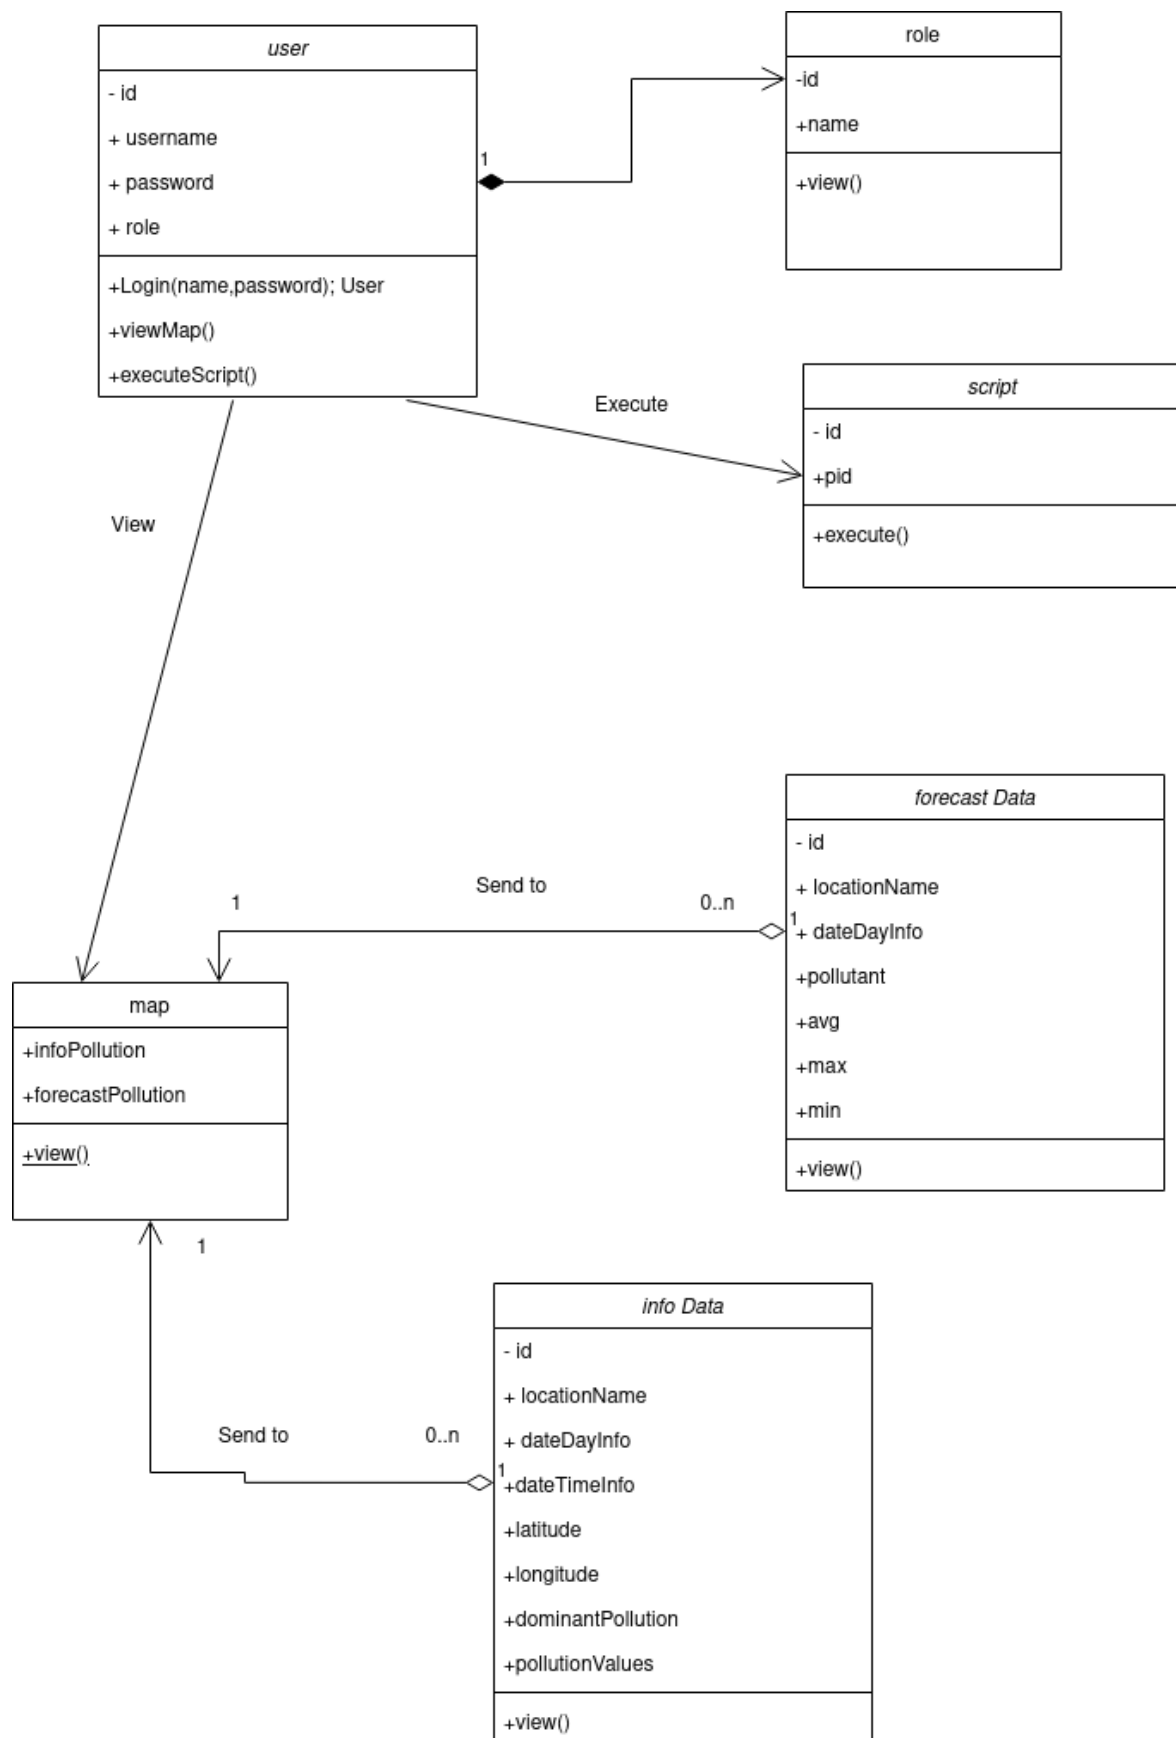 user
- id
+ username
+ password
+ role
+Login(name,password); User
+viewMap()
+executeScript()
1
role
-id
+name
+view()
Execute
script
- id
+pid
+execute()
View
forecast Data
- id
+ locationName
+ dateDayInfo
+pollutant
+avg
+max
+min
+view()
Send to
1
0..n
1
map
+infoPollution
+forecastPollution
+view()
1
info Data
- id
+ locationName
+ dateDayInfo
+dateTimeInfo
+latitude
+longitude
+dominantPollution
+pollutionValues
+view()
Send to
0..n
1